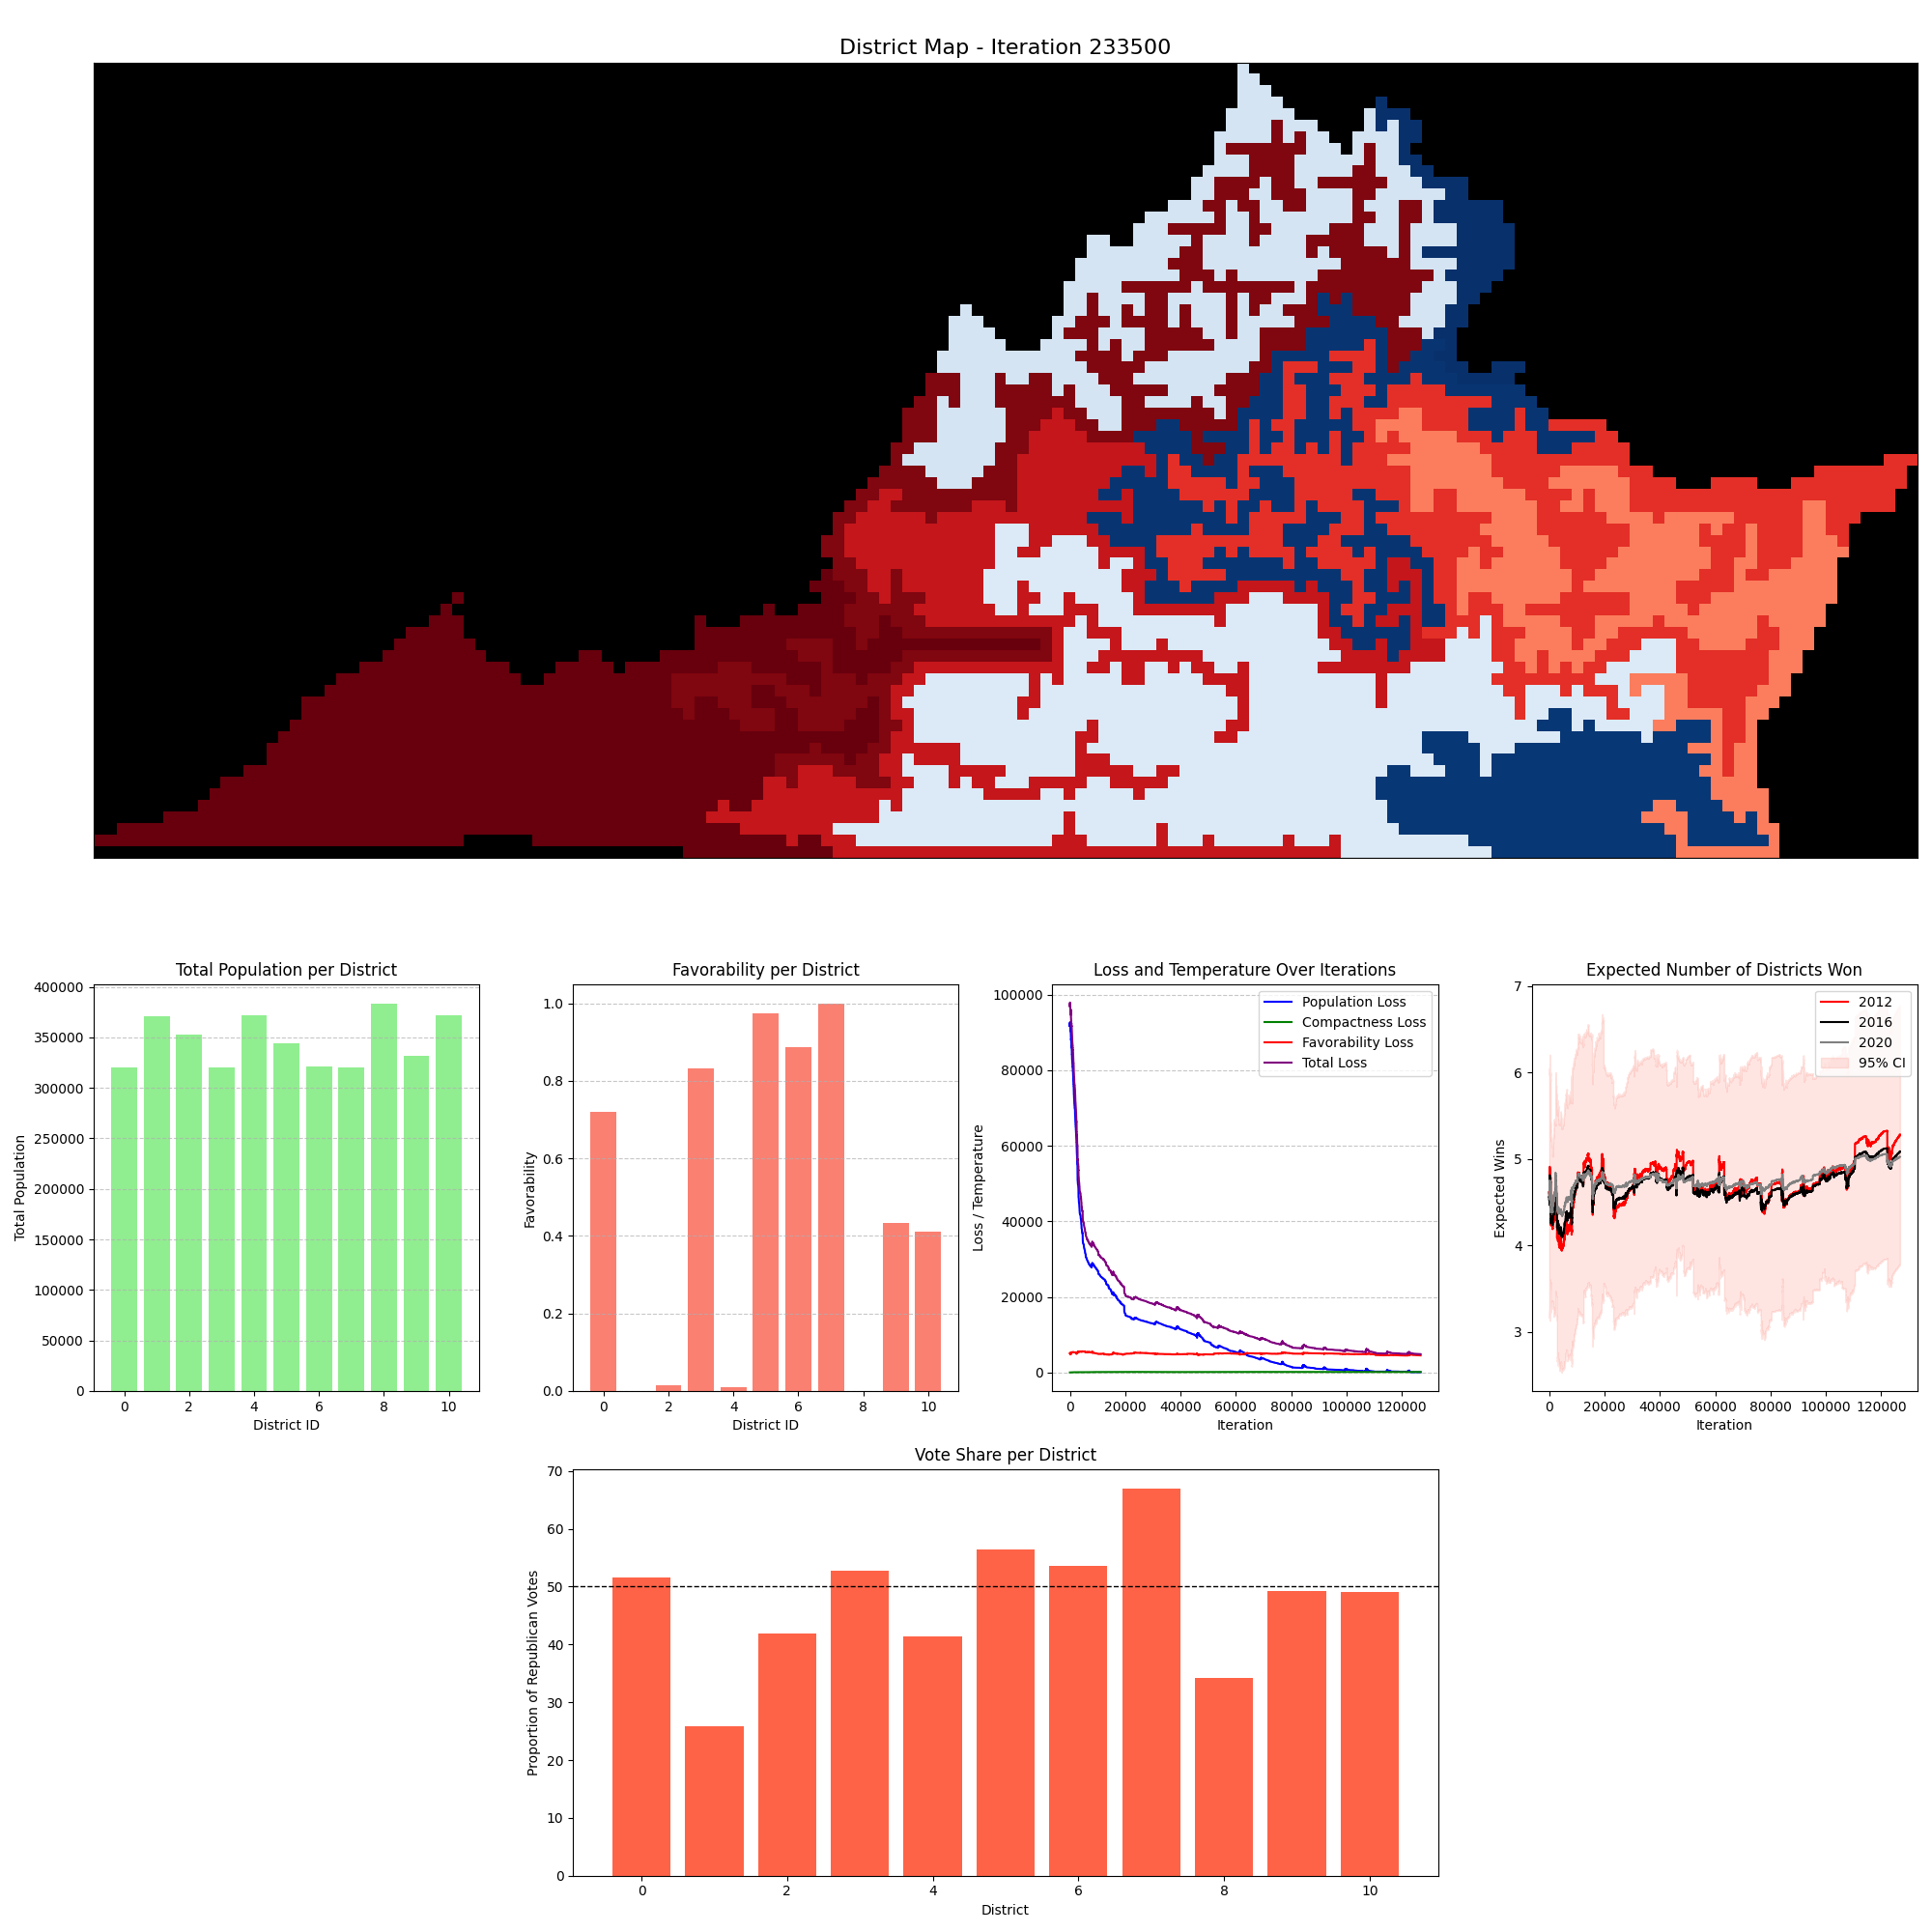 District Map - Iteration 233500
Total Population per District
Total Population
400000
350000
300000
250000
200000
150000
100000
50000
0
0 2 4 6 8 10
District ID
Favorability per District
Favorability
1.0
0.8
0.6
0.4
0.2
0.0
0 2 4 6 8 10
District ID
Loss and Temperature Over Iterations
Loss / Temperature
100000
80000
60000
40000
20000
0
Population Loss
Compactness Loss
Favorability Loss
Total Loss
0 20000 40000 60000 80000 100000 120000
Iteration
Expected Number of Districts Won
Expected Wins
7
6
5
4
3
2012
2016
2020
95% CI
0 20000 40000 60000 80000 100000 120000
Iteration
Vote Share per District
Proportion of Republican Votes
70
60
50
40
30
20
10
0
0 2 4 6 8 10
District